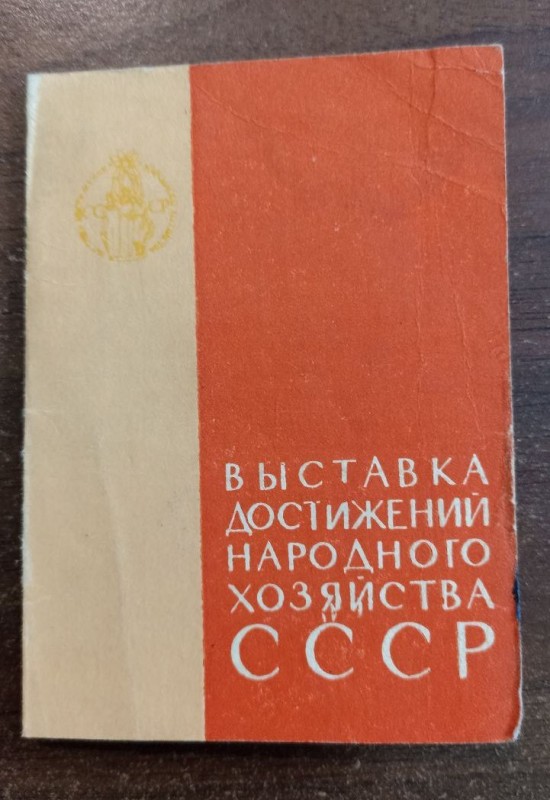 ВЫСТАВКА
ДОСТИЖЕНИЙ
НАРОДНОГО
ХОЗЯЙСТВА
СССР